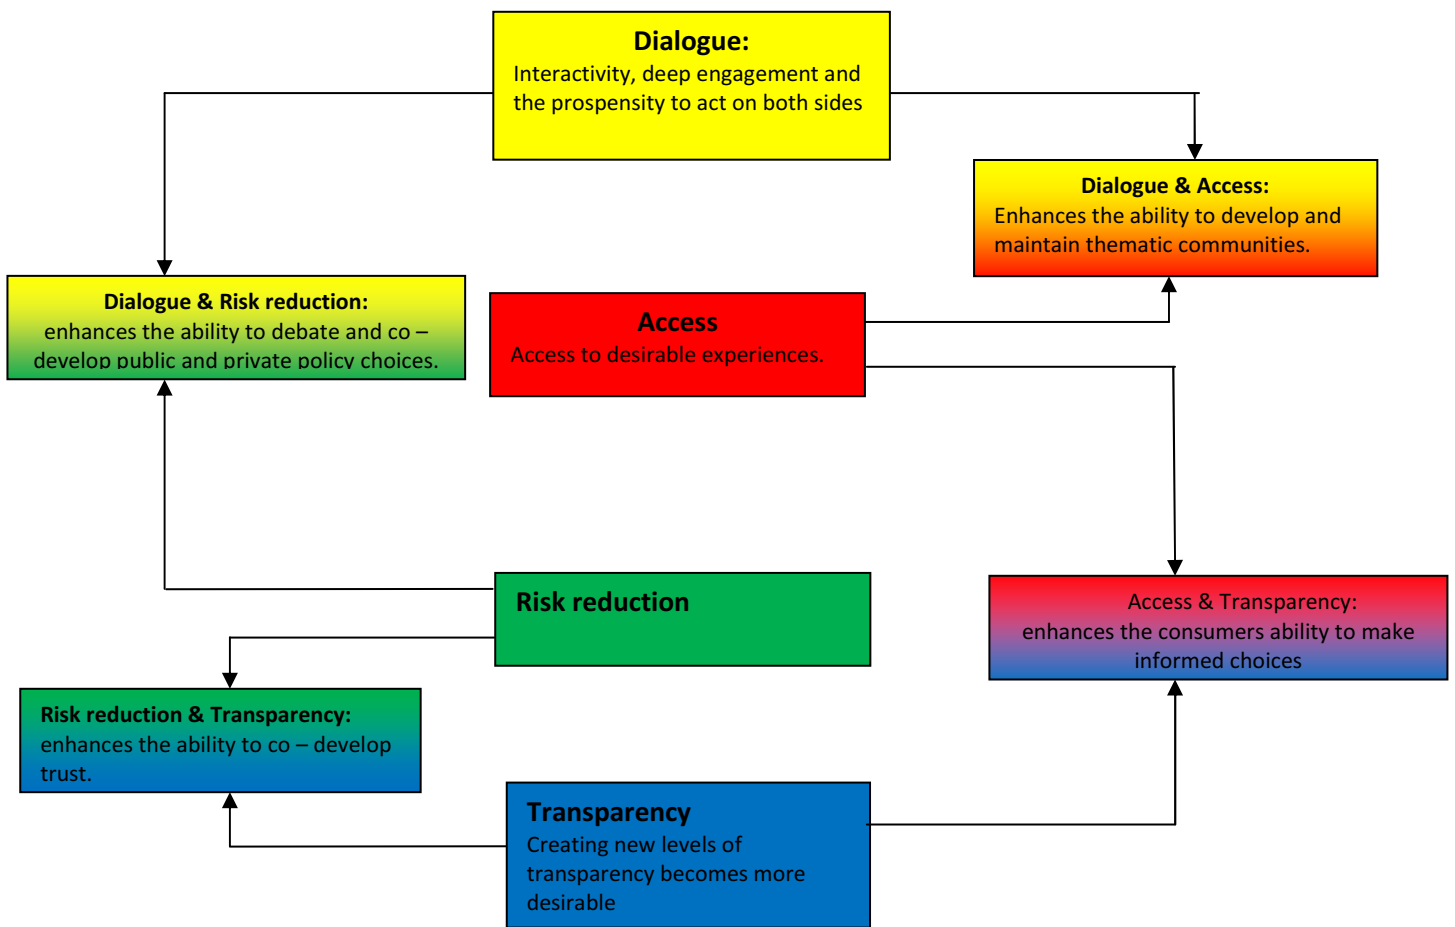 Dialogue:
Interactivity, deep engagement and
the prospensity to act on both sides
Dialogue & Access:
Enhances the ability to develop and
maintain thematic communities.
Dialogue & Risk reduction:
enhances the ability to debate and co –
develop public and private policy choices.
Access
Access to desirable experiences.
Risk reduction
Access & Transparency:
enhances the consumers ability to make
informed choices
Risk reduction & Transparency:
enhances the ability to co – develop
trust.
Transparency
Creating new levels of
transparency becomes more
desirable